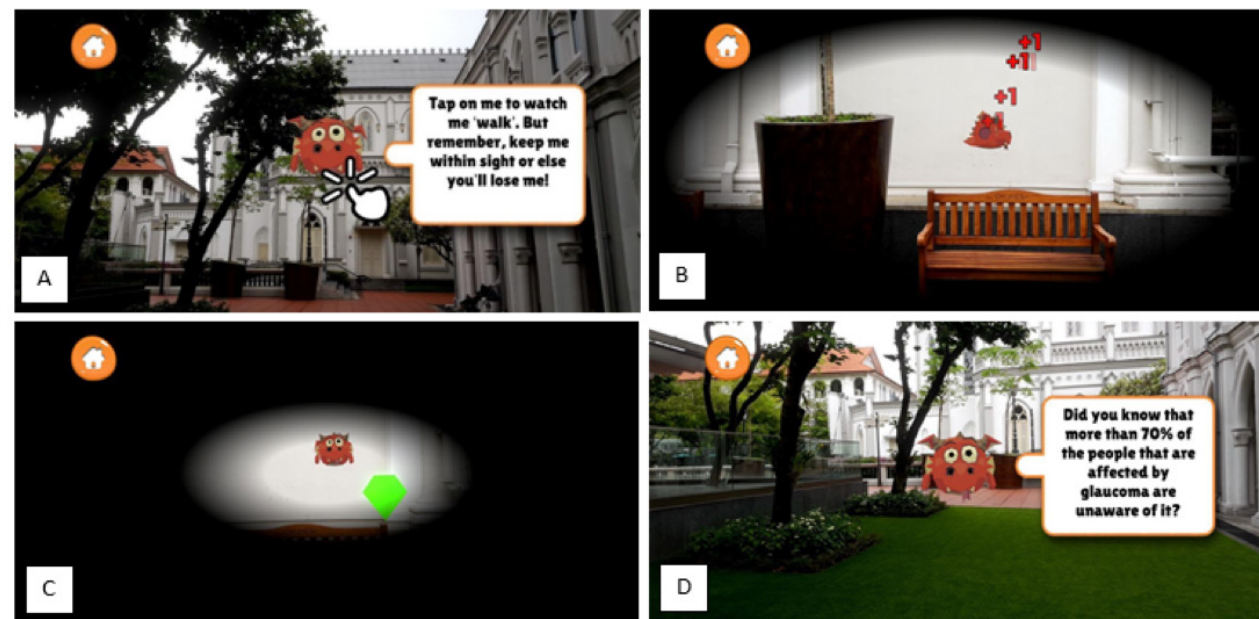 Tap on me to watch
me 'walk'. But
remember, keep me
within sight or else
you'll lose me!
A
+1
+1
+1
B
C
Did you know that
more than 70% of
the people that are
affected by
glaucoma are
unaware of it?
D